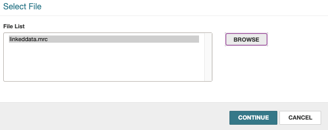 Select File
File List
linkeddata.mrc
BROWSE
CONTINUE
CANCEL